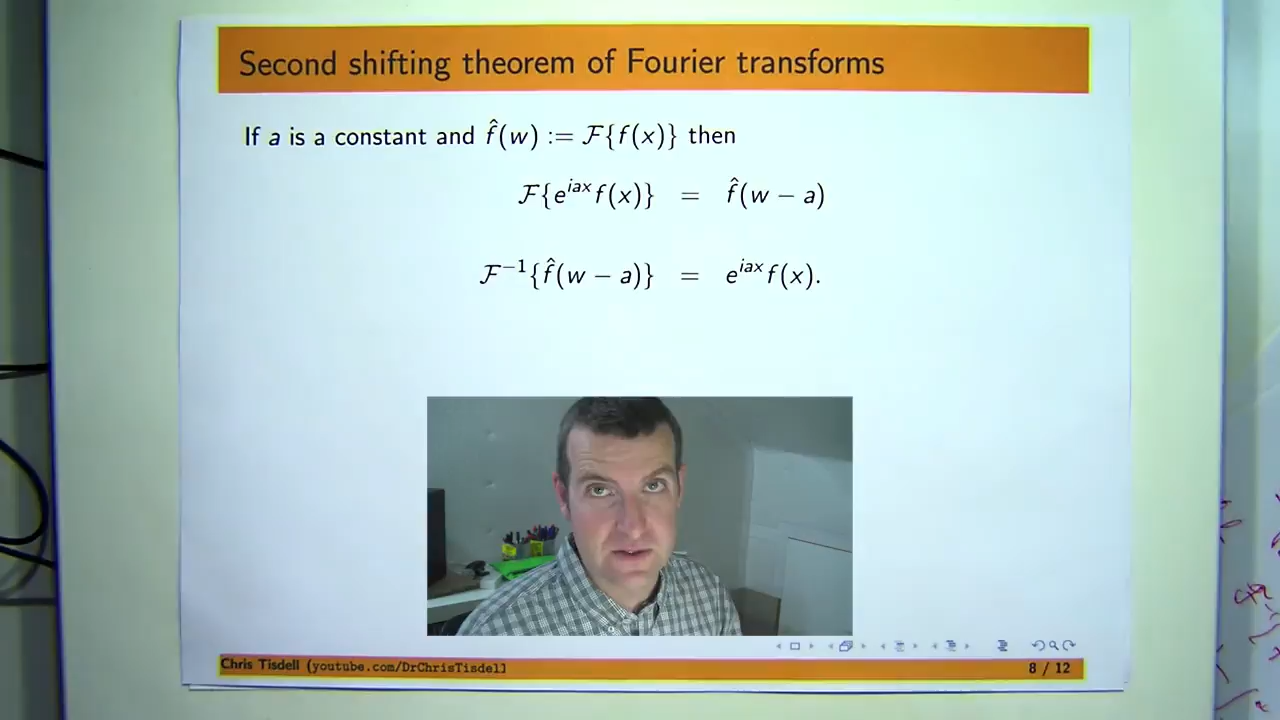 Second shifting theorem of Fourier transforms
If a is a constant and f̂(w) := ℱ{f(x)} then
ℱ{e^{iax} f(x)} = f̂(w − a)
ℱ^{−1}{f̂(w − a)} = e^{iax} f(x).
Chris Tisdell (youtube.com/DrChrisTisdell
8 / 12